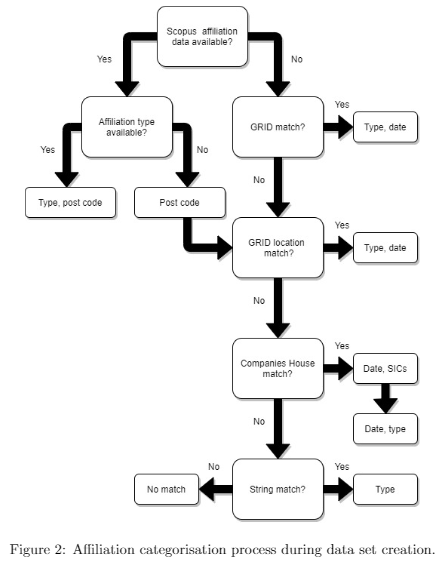 Scopus affiliation
data available?
Yes
No
Affiliation type
available?
GRID match?
Yes
Type, date
Yes
No
No
Type, post code
Post code
GRID location
match?
Yes
Type, date
No
Companies House
match?
Yes
Date, SICs
No
Date, type
No match
No
String match?
Yes
Type
Figure 2: Affiliation categorisation process during data set creation.